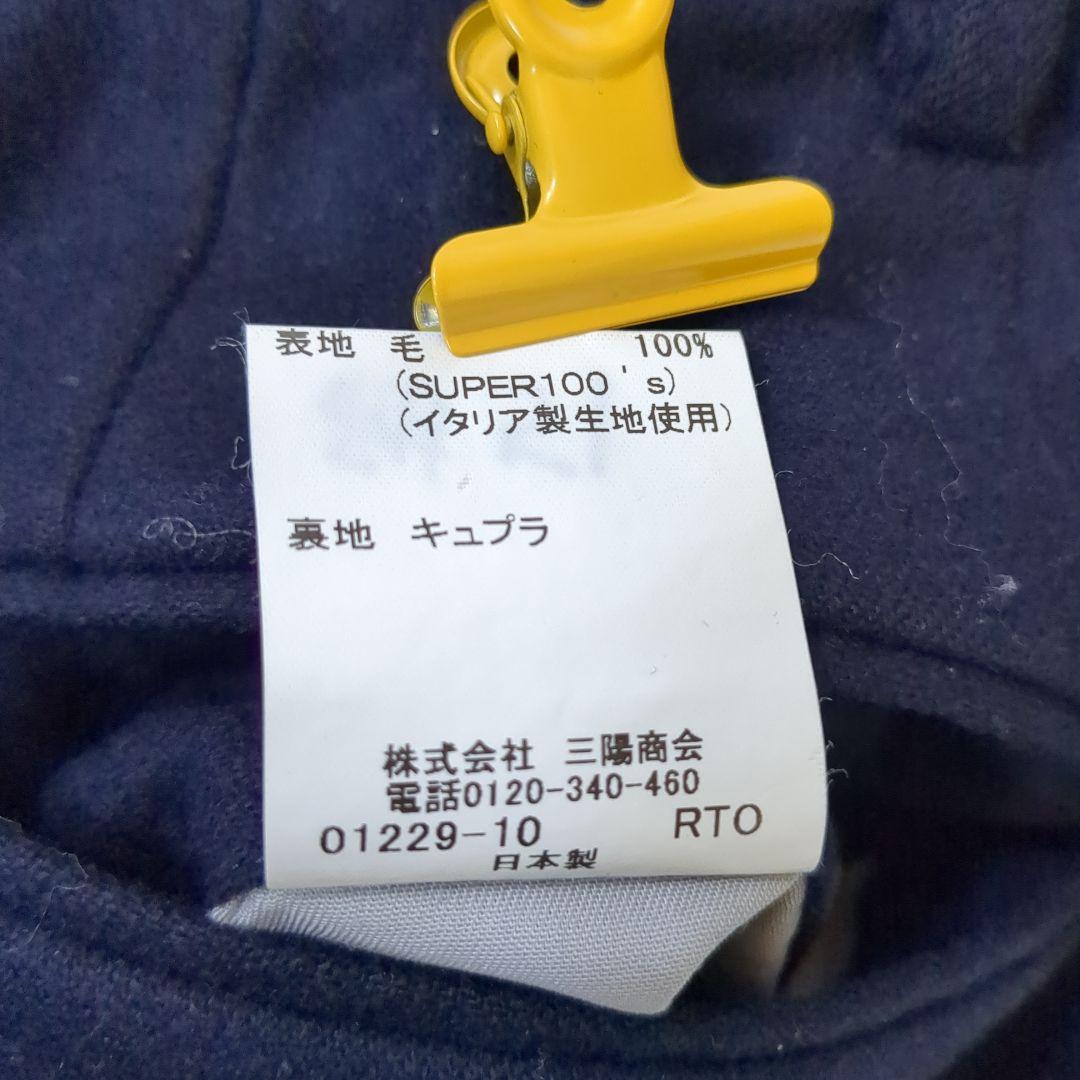 表地 毛 100%
(SUPER100's)
(イタリア製生地使用)
裏地 キュプラ
株式会社 三陽商会
電話0120-340-460
01229-10 RTO
日本製